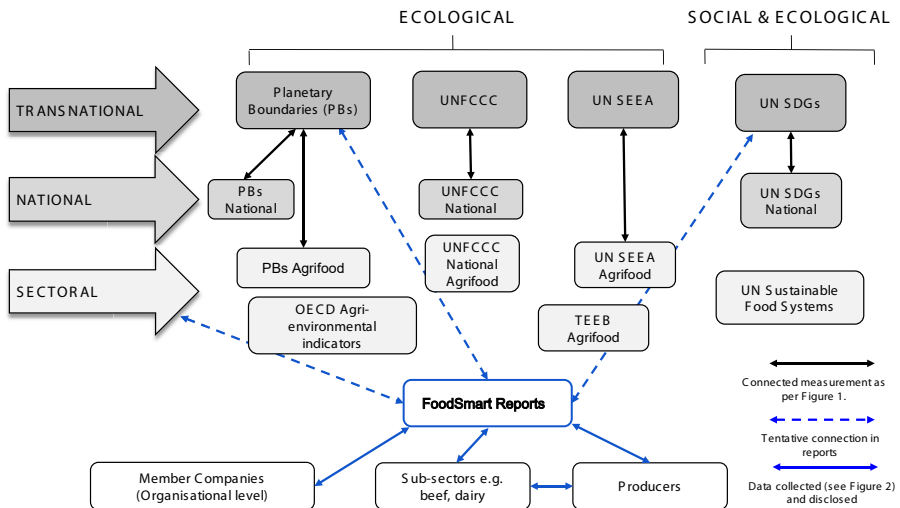 ECOLOGICAL
SOCIAL & ECOLOGICAL
TRANSNATIONAL
Planetary
Boundaries (PBs)
UNFCCC
UN SEEA
UN SDGs
NATIONAL
PBs
National
UNFCCC
National
UN SDGs
National
SECTORAL
PBs Agrifood
UNFCCC
National
Agrifood
UN SEEA
Agrifood
UN Sustainable
Food Systems
OECD Agri-
environmental
indicators
TEEB
Agrifood
FoodSmart Reports
Member Companies
(Organisational level)
Sub-sectors e.g.
beef, dairy
Producers
Connected measurement as
per Figure 1.
Tentative connection in
reports
Data collected (see Figure 2)
and disclosed